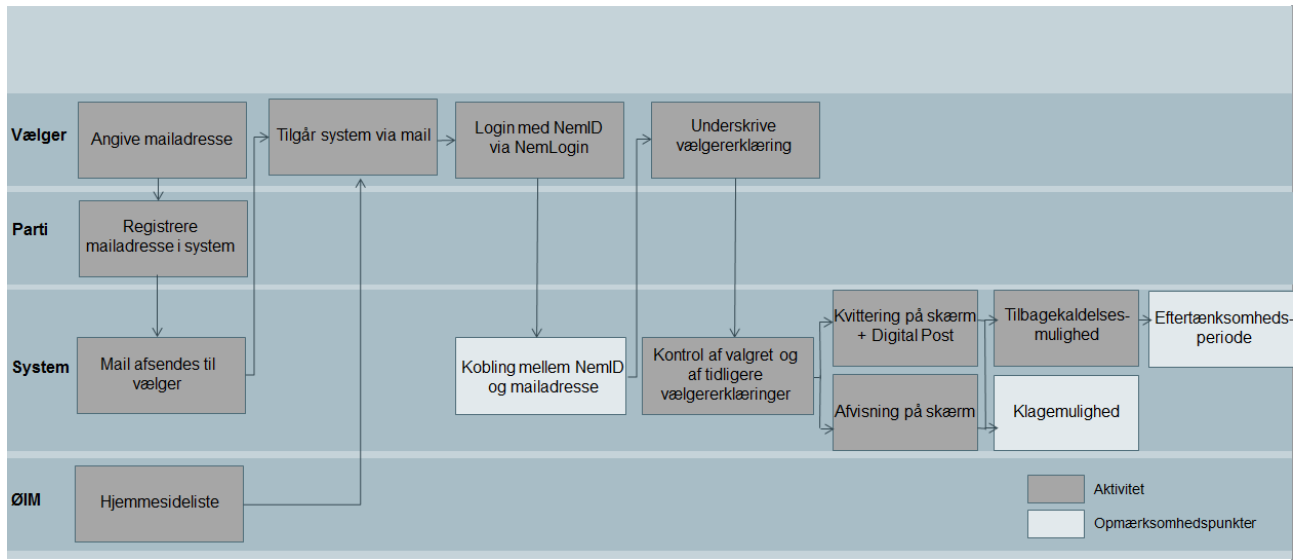 Vælger
Angive mailadresse
Tilgår system via mail
Login med NemID
via NemLogin
Underskrive
vælgererklæring
Parti
Registrere
mailadresse i system
System
Mail afsendes til
vælger
Kobling mellem NemID
og mailadresse
Kontrol af valgret og
af tidligere
vælgererklæringer
Kvittering på skærm
+ Digital Post
Afvisning på skærm
Tilbagekaldelses-
mulighed
Klagemulighed
Eftertænksomheds-
periode
ØIM
Hjemmesideliste
Aktivitet
Opmærksomhedspunkter